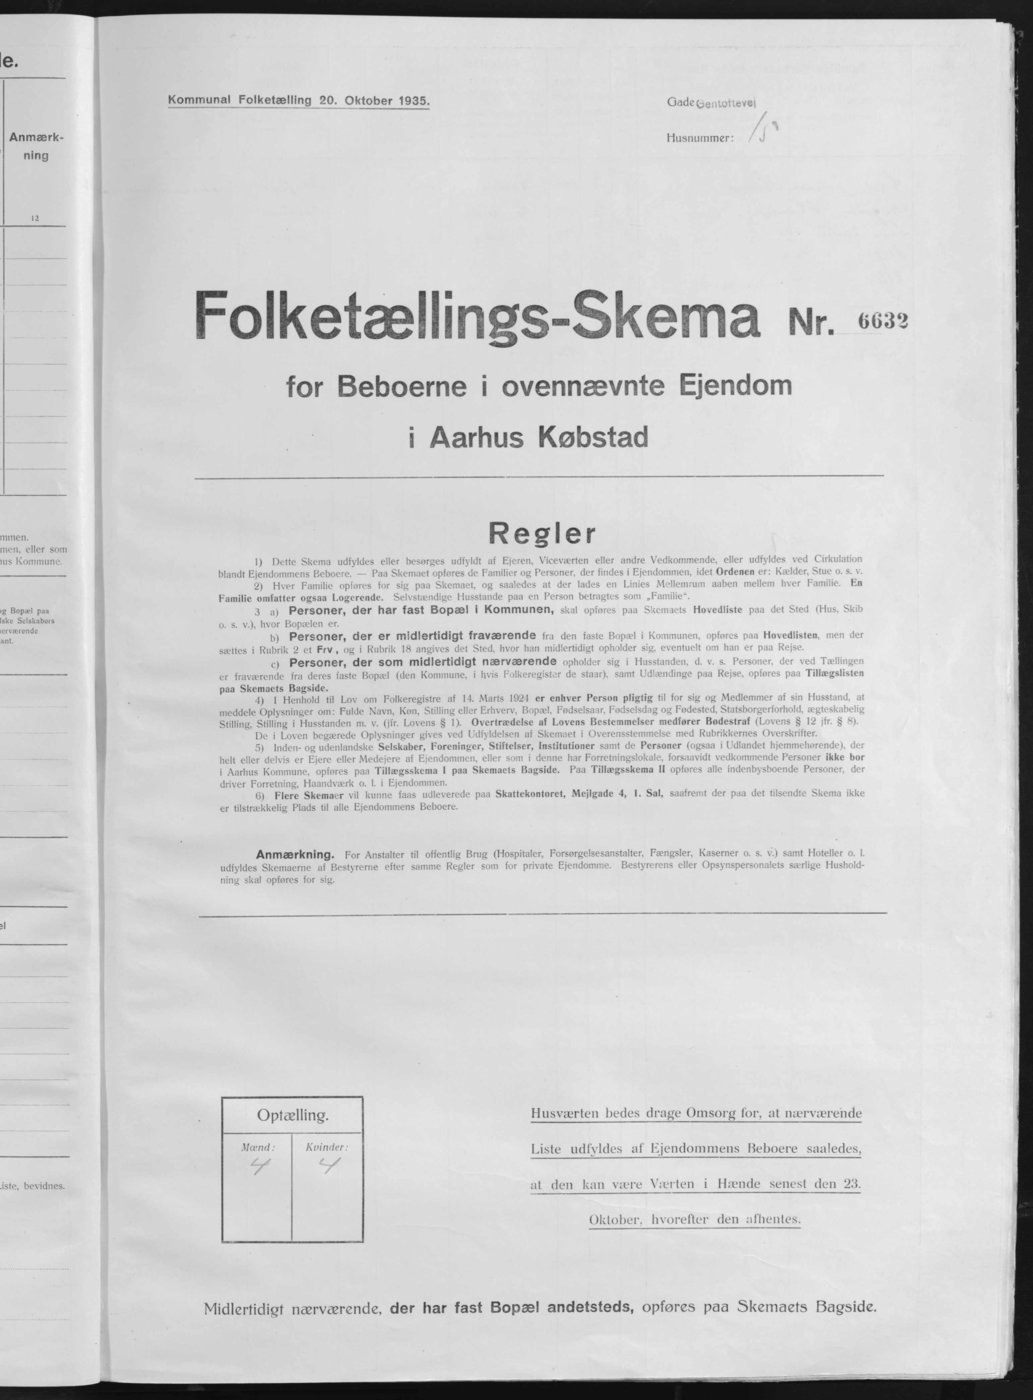 le.
Anmærk-
ning
12
mmen.
men, eller som
us Kommune.
og Bopæl paa
ske Selskabers
ærværende
ant.
el
iste, bevidnes.
Kommunal Folketælling 20. Oktober 1935.
Gade Gentoftevej
Husnummer: 15
Folketællings-Skema Nr. 6632
for Beboerne i ovennævnte Ejendom
i Aarhus Købstad
Regler
1) Dette Skema udfyldes eller besørges udfyldt af Ejeren, Viceværten eller andre Vedkommende, eller udfyldes ved Cirkulation
blandt Ejendommens Beboere. — Paa Skemaet opføres de Familier og Personer, der findes i Ejendommen, idet Ordenen er: Kælder, Stue o. s. v.
2) Hver Familie opføres for sig paa Skemaet, og saaledes at der lades en Linies Mellemrum aaben mellem hver Familie. En
Familie omfatter ogsaa Logerende. Selvstændige Husstande paa en Person betragtes som „Familie“.
3 a) Personer, der har fast Bopæl i Kommunen, skal opføres paa Skemaets Hovedliste paa det Sted (Hus, Skib
o. s. v.), hvor Bopælen er.
b) Personer, der er midlertidigt fraværende fra den faste Bopæl i Kommunen, opføres paa Hovedlisten, men der
sættes i Rubrik 2 et Frv., og i Rubrik 18 angives det Sted, hvor han midlertidigt opholder sig, eventuelt om han er paa Rejse.
c) Personer, der som midlertidigt nærværende opholder sig i Husstanden, d. v. s. Personer, der ved Tællingen
er fraværende fra deres faste Bopæl (den Kommune, i hvis Folkeregister de staar), samt Udlændinge paa Rejse, opføres paa Tillægslisten
paa Skemaets Bagside.
4) I Henhold til Lov om Folkeregistre af 14. Marts 1924 er enhver Person pligtig til for sig og Medlemmer af sin Husstand, at
meddele Oplysninger om: Fulde Navn, Køn, Stilling eller Erhverv, Bopæl, Fødselsaar, Fødselsdag og Fødested, Statsborgerforhold, ægteskabelig
Stilling, Stilling i Husstanden m. v. (jfr. Lovens § 1). Overtrædelse af Lovens Bestemmelser medfører Bødestraf (Lovens § 12 jfr. § 8).
De i Loven begærede Oplysninger gives ved Udfyldelsen af Skemaet i Overensstemmelse med Rubrikkernes Overskrifter.
5) Inden- og udenlandske Selskaber, Foreninger, Stiftelser, Institutioner samt de Personer (ogsaa i Udlandet hjemmehørende), der
helt eller delvis er Ejere eller Medejere af Ejendommen, eller som i denne har Forretningslokale, forsaavidt vedkommende Personer ikke bor
i Aarhus Kommune, opføres paa Tillægsskema I paa Skemaets Bagside. Paa Tillægsskema II opføres alle indenbysboende Personer, der
driver Forretning, Haandværk o. l. i Ejendommen.
6) Flere Skemaer vil kunne faas udleverede paa Skattekontoret, Mejlgade 4, 1. Sal, saafremt der paa det tilsendte Skema ikke
er tilstrækkelig Plads til alle Ejendommens Beboere.
Anmærkning. For Anstalter til offentlig Brug (Hospitaler, Forsørgelsesanstalter, Fængsler, Kaserner o. s. v.) samt Hoteller o. l.
udfyldes Skemaerne af Bestyrerne efter samme Regler som for private Ejendomme. Bestyrerens eller Opsynspersonalets særlige Hushold-
ning skal opføres for sig.
Optælling.
Mænd: Kvinder:
4 4
Husværten bedes drage Omsorg for, at nærværende
Liste udfyldes af Ejendommens Beboere saaledes,
at den kan være Værten i Hænde senest den 23.
Oktober, hvorefter den afhentes.
Midlertidigt nærværende, der har fast Bopæl andetsteds, opføres paa Skemaets Bagside.